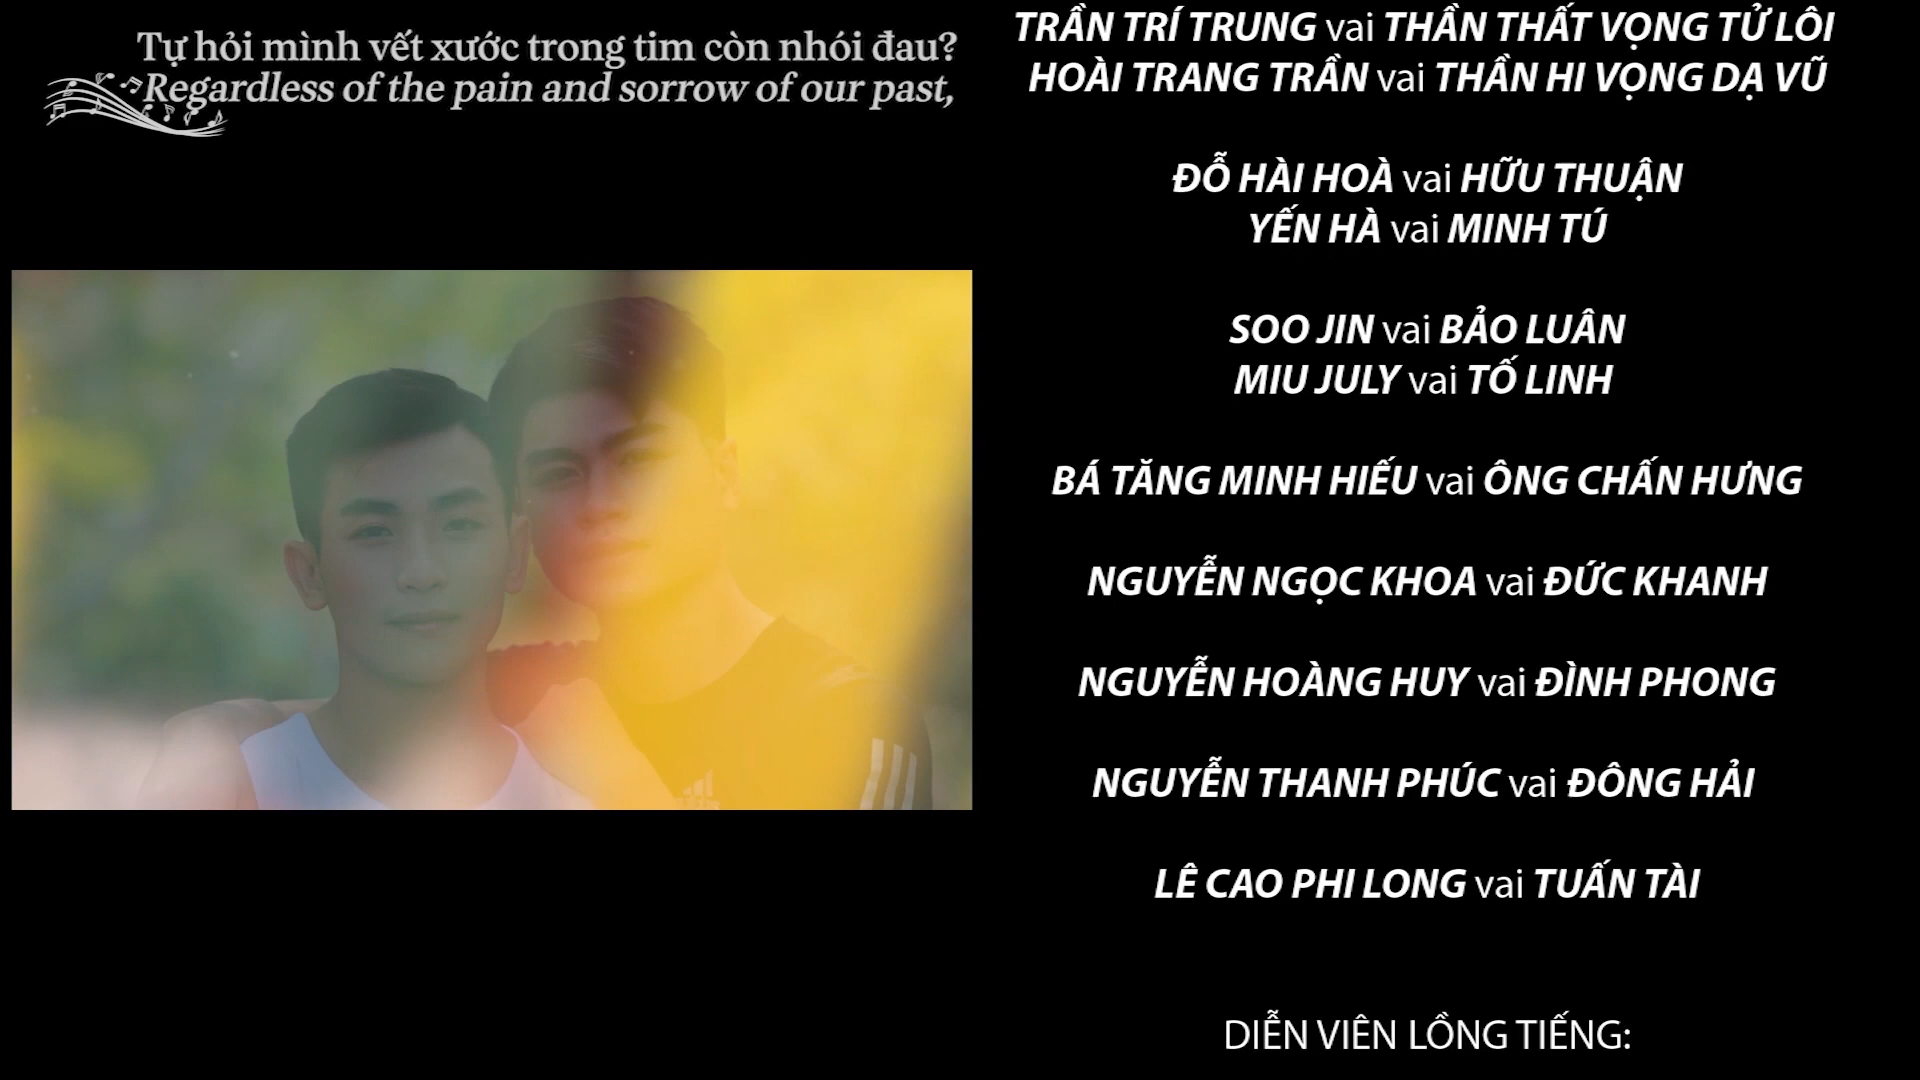 Tự hỏi mình vết xước trong tim còn nhói đau?
Regardless of the pain and sorrow of our past,
TRẦN TRÍ TRUNG vai THẦN THẤT VỌNG TỬ LÔI
HOÀI TRANG TRẦN vai THẦN HI VỌNG DẠ VŨ
ĐỖ HÀI HOÀ vai HỮU THUẬN
YẾN HÀ vai MINH TÚ
SOO JIN vai BẢO LUÂN
MIU JULY vai TỐ LINH
BÁ TĂNG MINH HIẾU vai ÔNG CHẤN HƯNG
NGUYỄN NGỌC KHOA vai ĐỨC KHANH
NGUYỄN HOÀNG HUY vai ĐÌNH PHONG
NGUYỄN THANH PHÚC vai ĐÔNG HẢI
LÊ CAO PHI LONG vai TUẤN TÀI
DIỄN VIÊN LỒNG TIẾNG: